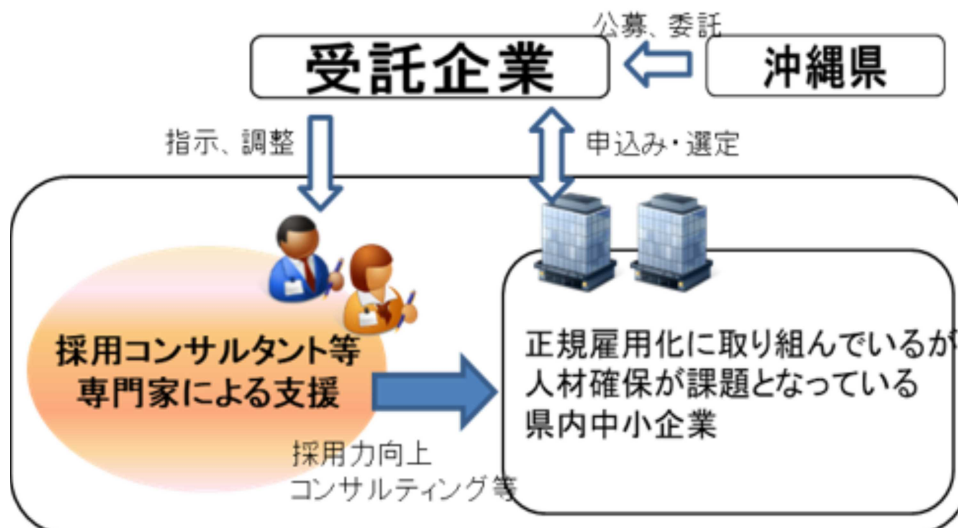 公募、委託
受託企業
沖縄県
指示、調整
申込み・選定
採用コンサルタント等
専門家による支援
正規雇用化に取り組んでいるが
人材確保が課題となっている
県内中小企業
採用力向上
コンサルティング等